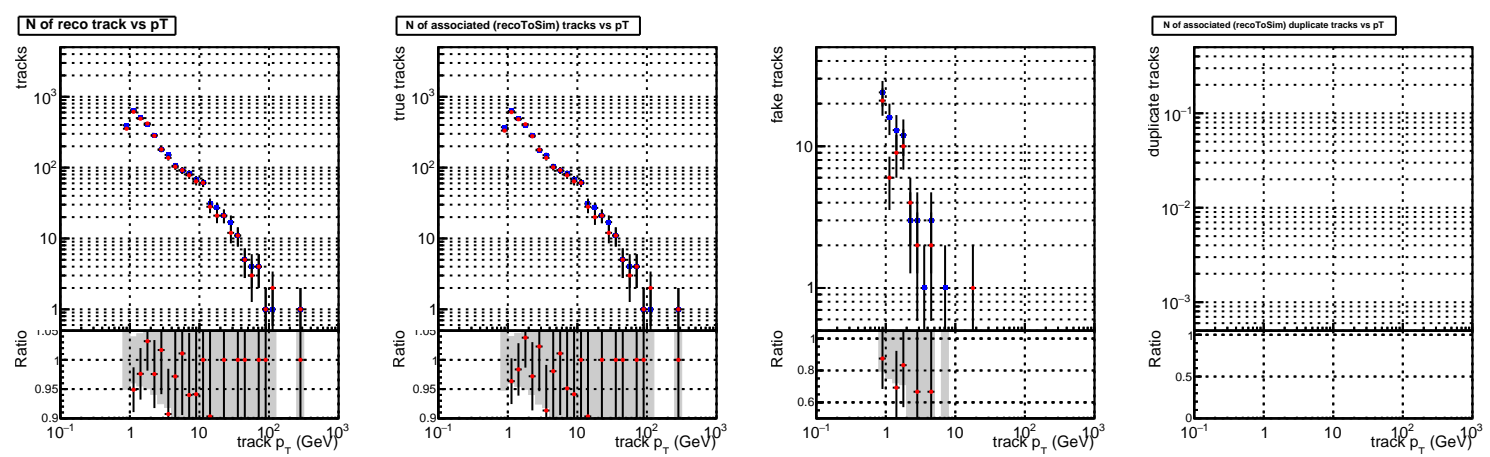 N of reco track vs pT
tracks
10³
10²
10
1
Ratio
1.05
1
0.95
0.9
10⁻¹ 1 10 10² 10³
track p_T (GeV)
N of associated (recoToSim) tracks vs pT
true tracks
10³
10²
10
1
Ratio
1.05
1
0.95
0.9
10⁻¹ 1 10 10² 10³
track p_T (GeV)
fake tracks
10
1
Ratio
1
0.8
0.6
10⁻¹ 1 10 10² 10³
track p_T (GeV)
N of associated (recoToSim) duplicate tracks vs pT
duplicate tracks
10⁻¹
10⁻²
10⁻³
Ratio
1
0.5
0
10⁻¹ 1 10 10² 10³
track p_T (GeV)